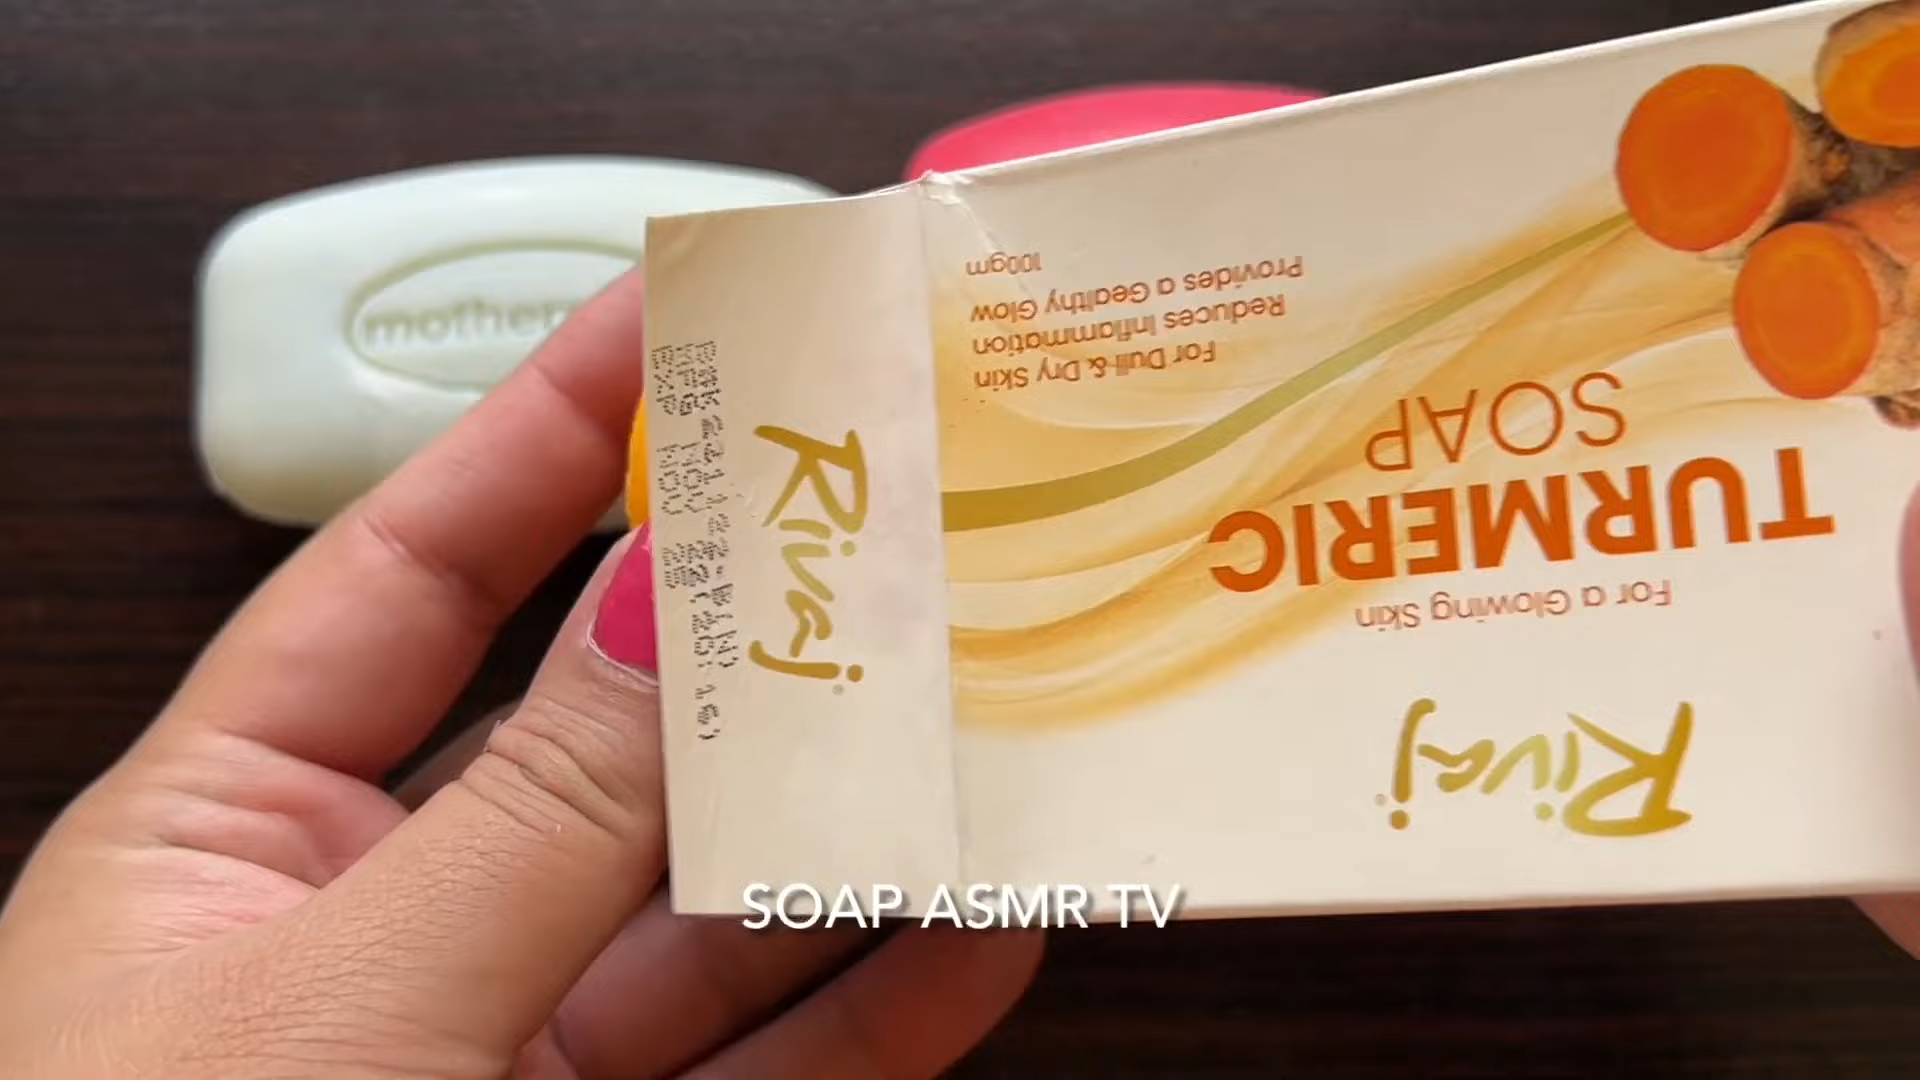 mother
Rivaj
Rivaj
For a Glowing Skin
TURMERIC
SOAP
For Dull & Dry Skin
Reduces Inflammation
Provides a Gealthy Glow
100gm
SOAP ASMR TV